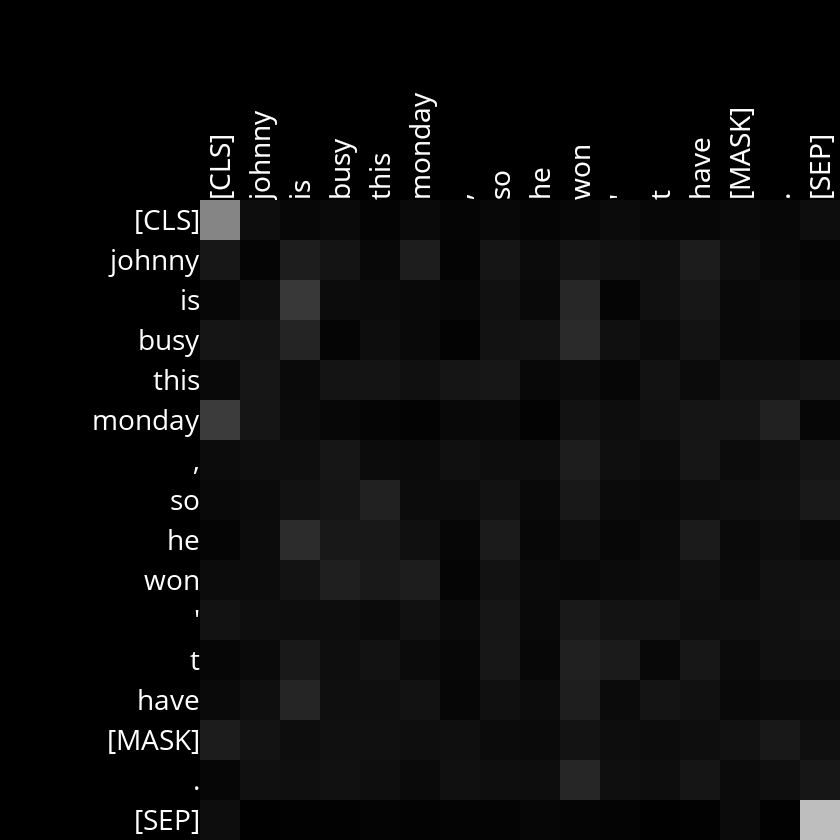 [CLS] johnny is busy this monday , so he won ' t have [MASK] . [SEP]
[CLS]
johnny
is
busy
this
monday
,
so
he
won
'
t
have
[MASK]
.
[SEP]